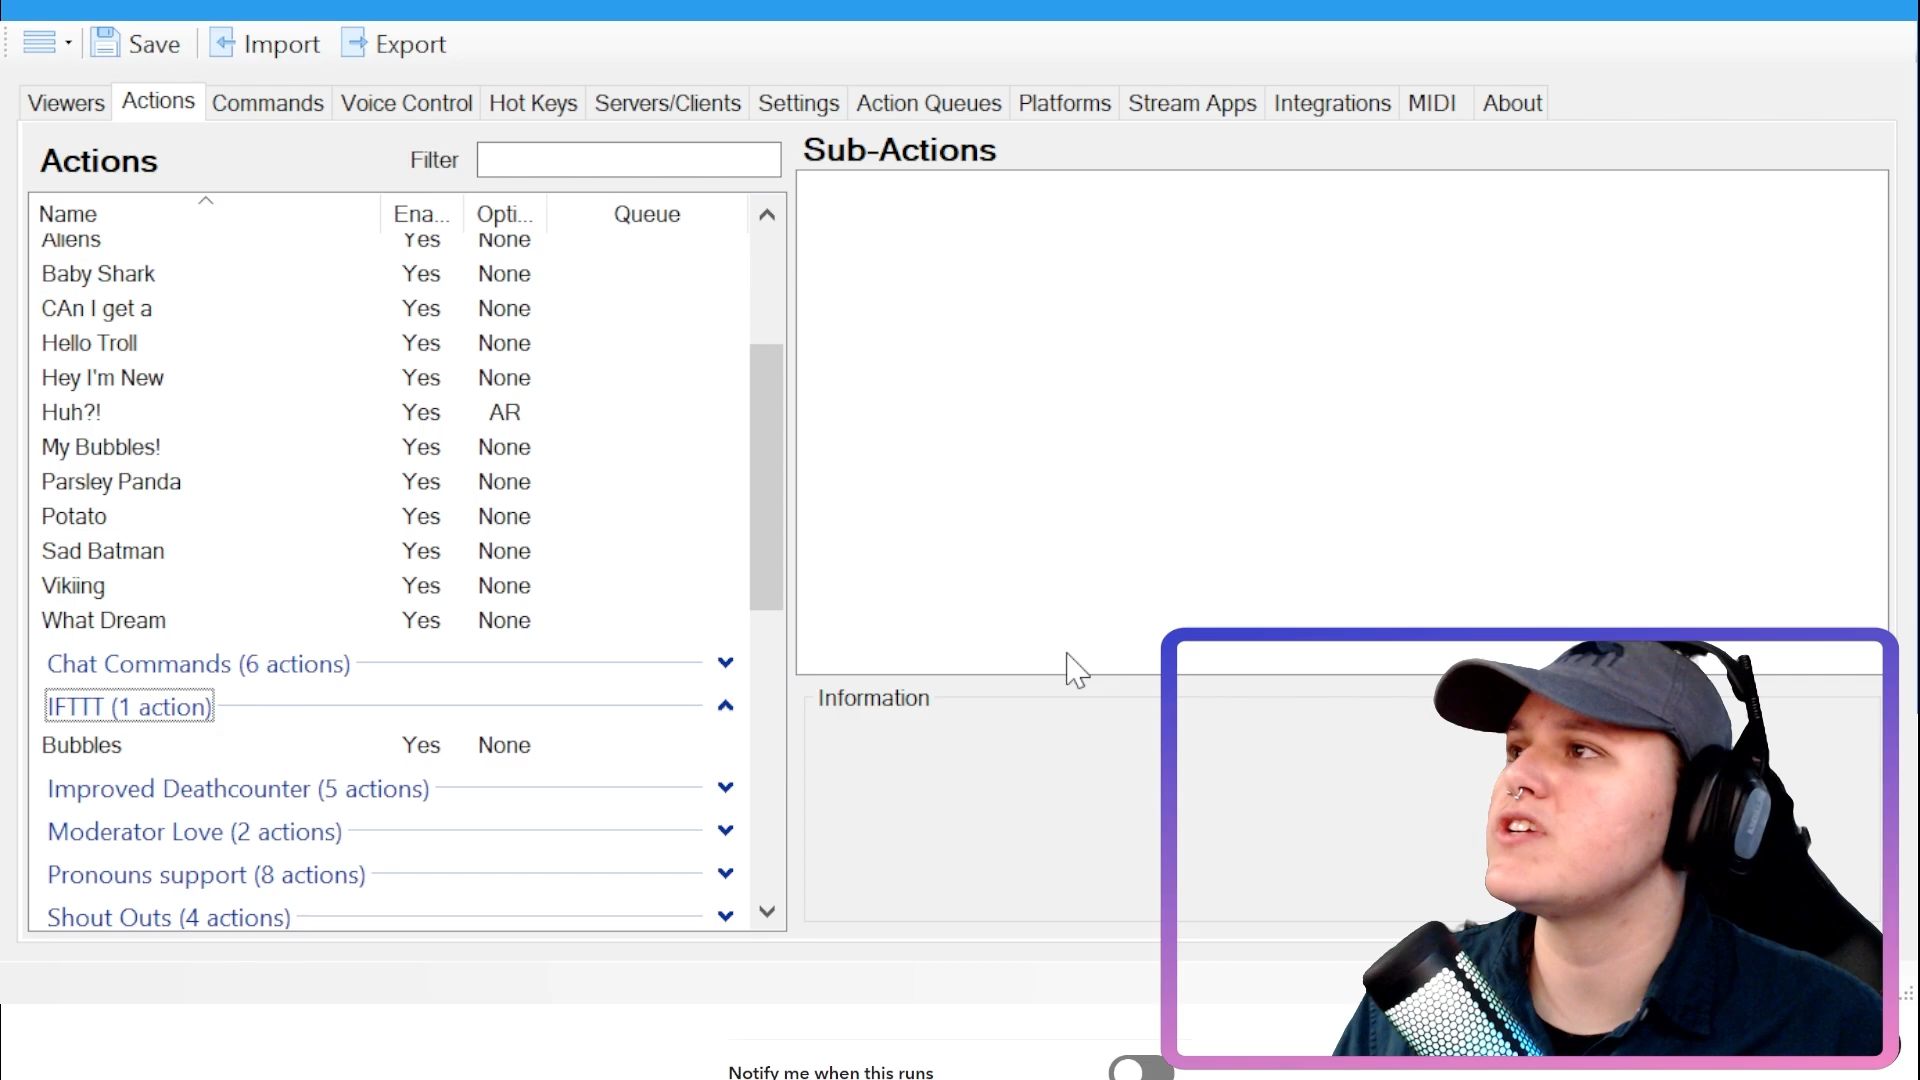 Save Import Export
Viewers Actions Commands Voice Control Hot Keys Servers/Clients Settings Action Queues Platforms Stream Apps Integrations MIDI About
Actions Filter Sub-Actions
Name Ena... Opti... Queue
Aliens Yes None
Baby Shark Yes None
CAn I get a Yes None
Hello Troll Yes None
Hey I'm New Yes None
Huh?! Yes AR
My Bubbles! Yes None
Parsley Panda Yes None
Potato Yes None
Sad Batman Yes None
Vikiing Yes None
What Dream Yes None
Chat Commands (6 actions)
IFTTT (1 action)
Information
Bubbles Yes None
Improved Deathcounter (5 actions)
Moderator Love (2 actions)
Pronouns support (8 actions)
Shout Outs (4 actions)
Notify me when this runs